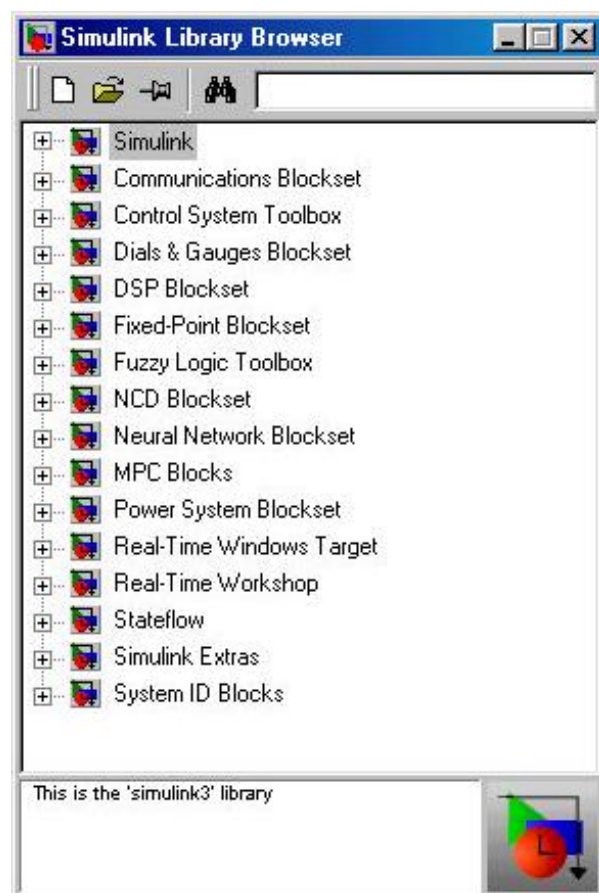 Simulink Library Browser
Simulink
Communications Blockset
Control System Toolbox
Dials & Gauges Blockset
DSP Blockset
Fixed-Point Blockset
Fuzzy Logic Toolbox
NCD Blockset
Neural Network Blockset
MPC Blocks
Power System Blockset
Real-Time Windows Target
Real-Time Workshop
Stateflow
Simulink Extras
System ID Blocks
This is the 'simulink3' library